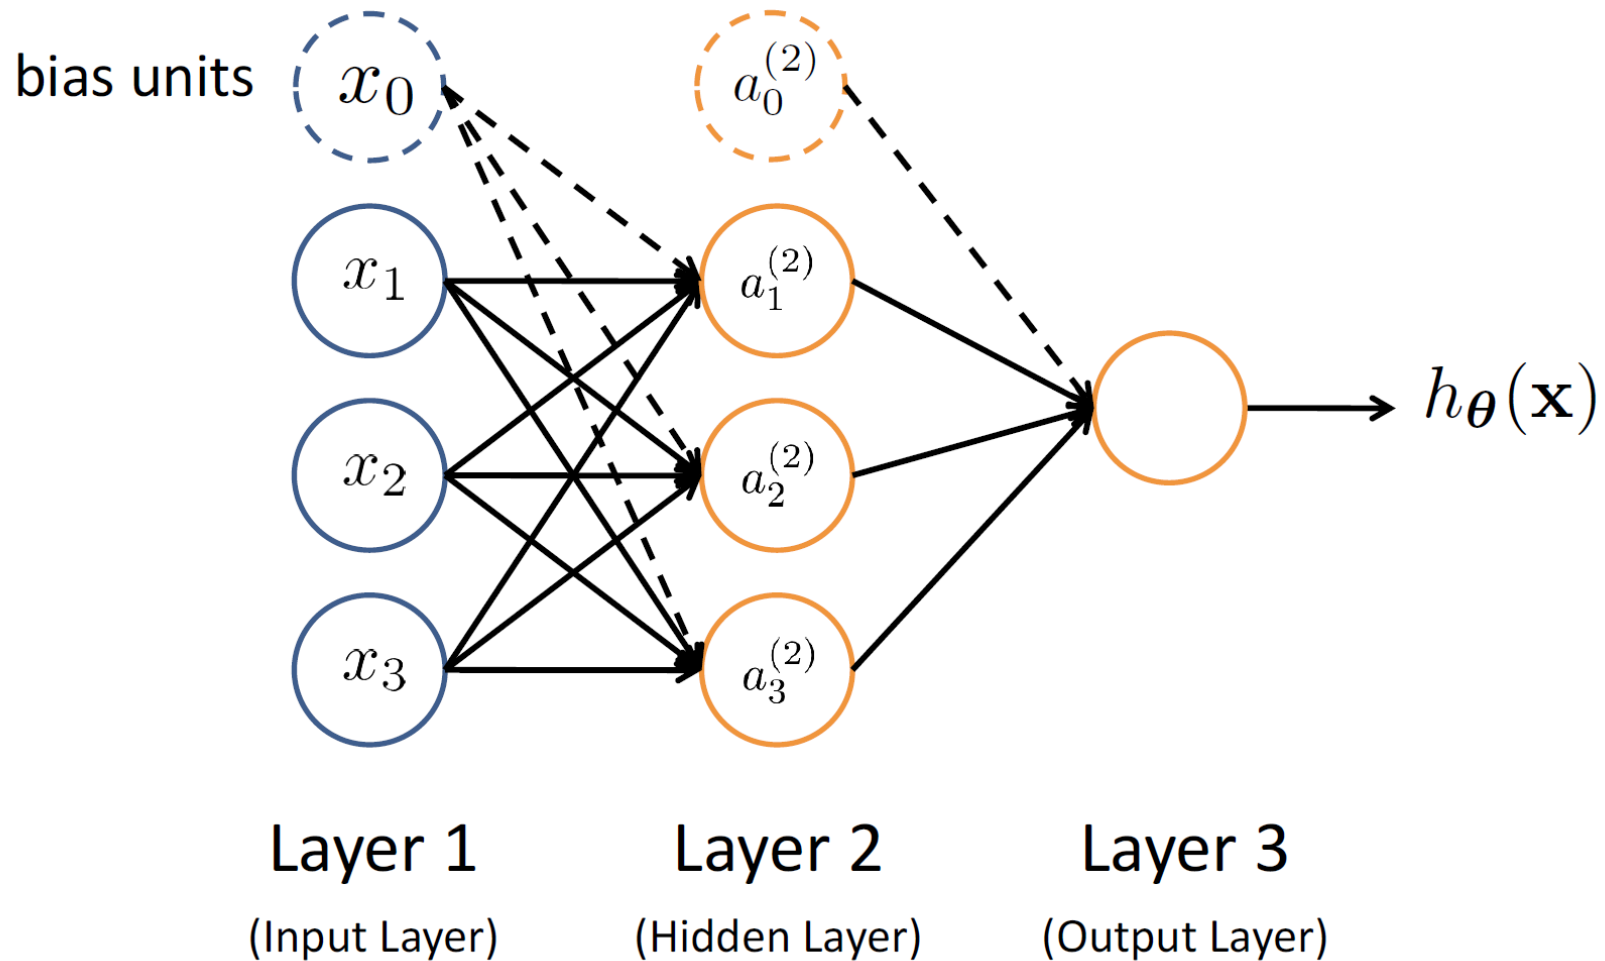 bias units
x₀
a₀⁽²⁾
x₁
a₁⁽²⁾
x₂
a₂⁽²⁾
x₃
a₃⁽²⁾
h_θ(x)
Layer 1
(Input Layer)
Layer 2
(Hidden Layer)
Layer 3
(Output Layer)